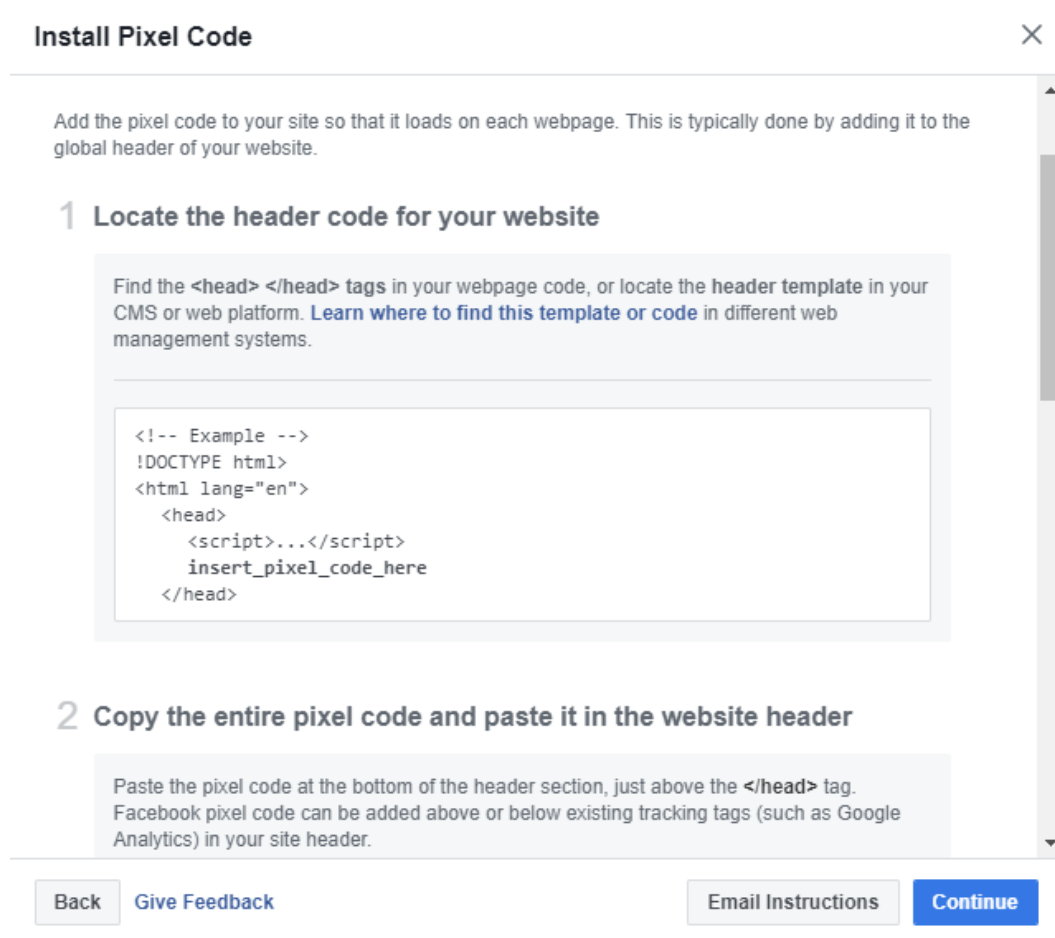 Install Pixel Code
Add the pixel code to your site so that it loads on each webpage. This is typically done by adding it to the
global header of your website.
1 Locate the header code for your website
Find the <head> </head> tags in your webpage code, or locate the header template in your
CMS or web platform. Learn where to find this template or code in different web
management systems.
<!-- Example -->
!DOCTYPE html>
<html lang="en">
<head>
<script>...</script>
insert_pixel_code_here
</head>
2 Copy the entire pixel code and paste it in the website header
Paste the pixel code at the bottom of the header section, just above the </head> tag.
Facebook pixel code can be added above or below existing tracking tags (such as Google
Analytics) in your site header.
Back Give Feedback Email Instructions Continue